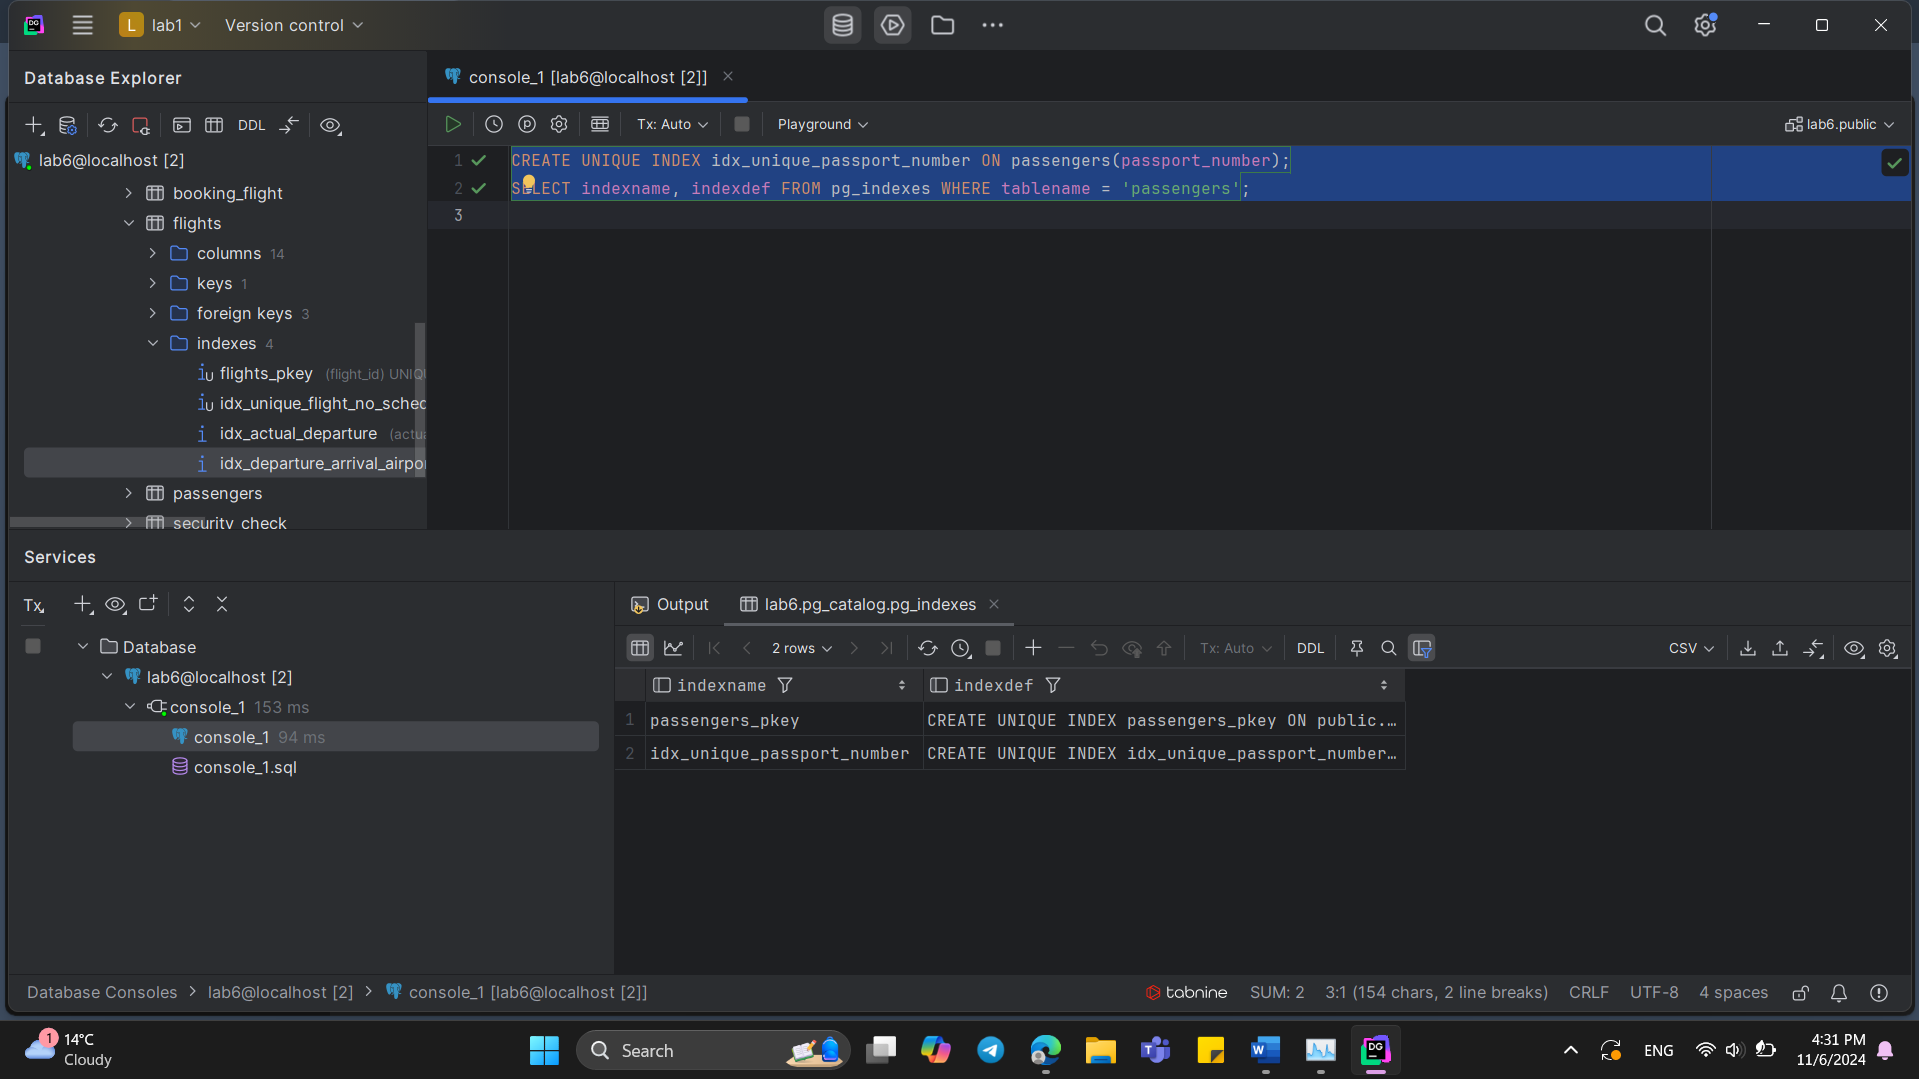 L lab1 Version control
Database Explorer
console_1 [lab6@localhost [2]]
DDL
Tx: Auto
Playground
lab6.public
lab6@localhost [2]
booking_flight
flights
columns 14
keys 1
foreign keys 3
indexes 4
flights_pkey (flight_id) UNIQU
idx_unique_flight_no_sched
idx_actual_departure (actua
idx_departure_arrival_airpor
passengers
security_check
1 CREATE UNIQUE INDEX idx_unique_passport_number ON passengers(passport_number);
2 SELECT indexname, indexdef FROM pg_indexes WHERE tablename = 'passengers';
3
Services
Tx
Database
lab6@localhost [2]
console_1 153 ms
console_1 94 ms
console_1.sql
Output lab6.pg_catalog.pg_indexes
2 rows Tx: Auto DDL CSV
indexname indexdef
1 passengers_pkey CREATE UNIQUE INDEX passengers_pkey ON public.…
2 idx_unique_passport_number CREATE UNIQUE INDEX idx_unique_passport_number…
Database Consoles > lab6@localhost [2] > console_1 [lab6@localhost [2]]
tabnine SUM: 2 3:1 (154 chars, 2 line breaks) CRLF UTF-8 4 spaces
1
14°C
Cloudy
Search
ENG
4:31 PM
11/6/2024